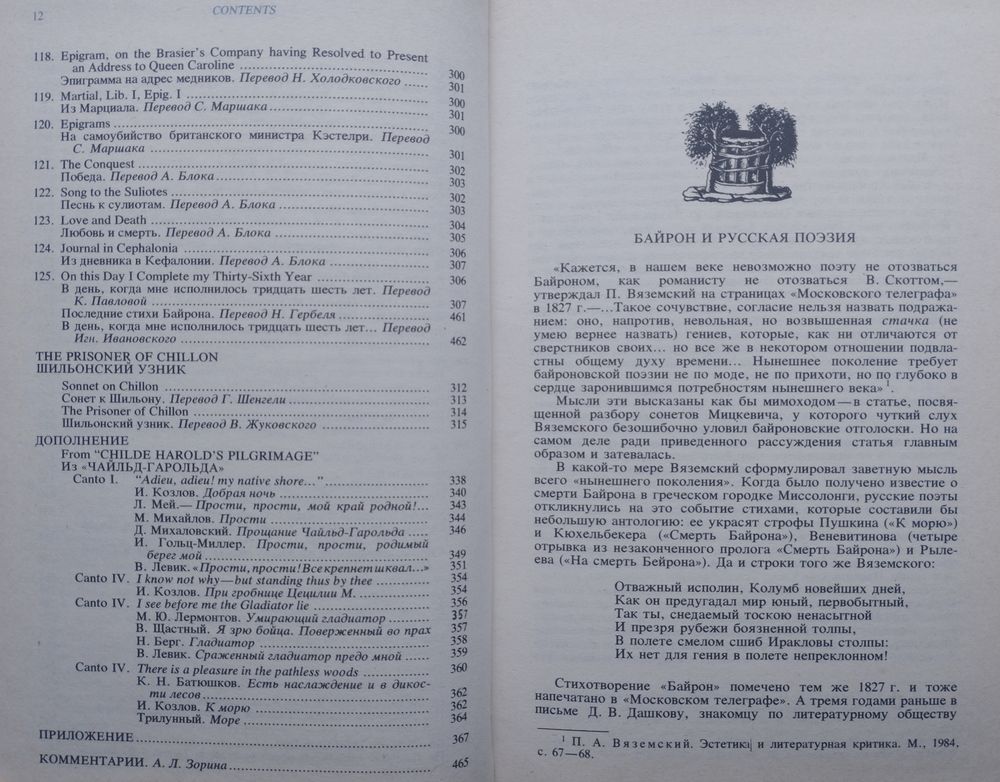 12
CONTENTS
118. Epigram, on the Brasier's Company having Resolved to Present
an Address to Queen Caroline ........ 300
Эпиграмма на адрес медников. Перевод Н. Холодковского ..... 301
119. Martial, Lib. I, Epig. I ........ 300
Из Марциала. Перевод С. Маршака ........ 301
120. Epigrams ........ 300
На самоубийство британского министра Кэстелри. Перевод
С. Маршака ........ 301
121. The Conquest ........ 302
Победа. Перевод А. Блока ........ 303
122. Song to the Suliotes ........ 302
Песнь к сулиотам. Перевод А. Блока ........ 303
123. Love and Death ........ 304
Любовь и смерть. Перевод А. Блока ........ 305
124. Journal in Cephalonia ........ 306
Из дневника в Кефалонии. Перевод А. Блока ........ 307
125. On this Day I Complete my Thirty-Sixth Year ........ 306
В день, когда мне исполнилось тридцать шесть лет. Перевод
К. Павловой ........ 307
Последние стихи Байрона. Перевод Н. Гербеля ........ 461
В день, когда мне исполнилось тридцать шесть лет... Перевод
Игн. Ивановского ........ 462
THE PRISONER OF CHILLON
ШИЛЬОНСКИЙ УЗНИК
Sonnet on Chillon ........ 312
Сонет к Шильону. Перевод Г. Шенгели ........ 313
The Prisoner of Chillon ........ 314
Шильонский узник. Перевод В. Жуковского ........ 315
ДОПОЛНЕНИЕ
From "CHILDE HAROLD'S PILGRIMAGE"
Из «ЧАЙЛЬД-ГАРОЛЬДА»
Canto I. "Adieu, adieu! my native shore..." ........ 338
И. Козлов. Добрая ночь ........ 340
Л. Мей.— Прости, прости, мой край родной!... 343
М. Михайлов. Прости ........ 344
Д. Михаловский. Прощание Чайльд-Гарольда ..... 346
И. Гольц-Миллер. Прости, прости, родимый
берег мой ........ 349
В. Левик. «Прости, прости! Все крепнет шквал...» 351
Canto IV. I know not why—but standing thus by thee ........ 354
И. Козлов. При гробнице Цецилии М. ........ 354
Canto IV. I see before me the Gladiator lie ........ 356
М. Ю. Лермонтов. Умирающий гладиатор ........ 357
В. Щастный. Я зрю бойца. Поверженный во прах 357
Н. Берг. Гладиатор ........ 358
В. Левик. Сраженный гладиатор предо мной ........ 359
Canto IV. There is a pleasure in the pathless woods ........ 360
К. Н. Батюшков. Есть наслаждение и в дикос-
ти лесов ........ 362
И. Козлов. К морю ........ 362
Трилунный. Море ........ 364
ПРИЛОЖЕНИЕ ........ 367
КОММЕНТАРИИ. А. Л. Зорина ........ 465
БАЙРОН И РУССКАЯ ПОЭЗИЯ
«Кажется, в нашем веке невозможно поэту не отозваться
Байроном, как романисту не отозваться В. Скоттом,—
утверждал П. Вяземский на страницах «Московского телеграфа»
в 1827 г.—...Такое сочувствие, согласие нельзя назвать подража-
нием: оно, напротив, невольная, но возвышенная стачка (не
умею вернее назвать) гениев, которые, как ни отличаются от
сверстников своих... но все же в некотором отношении подвла-
стны общему духу времени... Нынешнее поколение требует
байроновской поэзии не по моде, не по прихоти, но по глубоко в
сердце заронившимся потребностям нынешнего века» 1.
Мысли эти высказаны как бы мимоходом—в статье, посвя-
щенной разбору сонетов Мицкевича, у которого чуткий слух
Вяземского безошибочно уловил байроновские отголоски. Но на
самом деле ради приведенного рассуждения статья главным
образом и затевалась.
В какой-то мере Вяземский сформулировал заветную мысль
всего «нынешнего поколения». Когда было получено известие о
смерти Байрона в греческом городке Миссолонги, русские поэты
откликнулись на это событие стихами, которые составили бы
небольшую антологию: ее украсят строфы Пушкина («К морю»)
и Кюхельбекера («Смерть Байрона»), Веневитинова (четыре
отрывка из незаконченного пролога «Смерть Байрона») и Рыле-
ева («На смерть Бейрона»). Да и строки того же Вяземского:
Отважный исполин, Колумб новейших дней,
Как он предугадал мир юный, первобытный,
Так ты, снедаемый тоскою ненасытной
И презря рубежи боязненной толпы,
В полете смелом сшиб Иракловы столпы:
Их нет для гения в полете непреклонном!
Стихотворение «Байрон» помечено тем же 1827 г. и тоже
напечатано в «Московском телеграфе». А тремя годами раньше в
письме Д. В. Дашкову, знакомцу по литературному обществу
1 П. А. Вяземский. Эстетика и литературная критика. М., 1984,
с. 67—68.